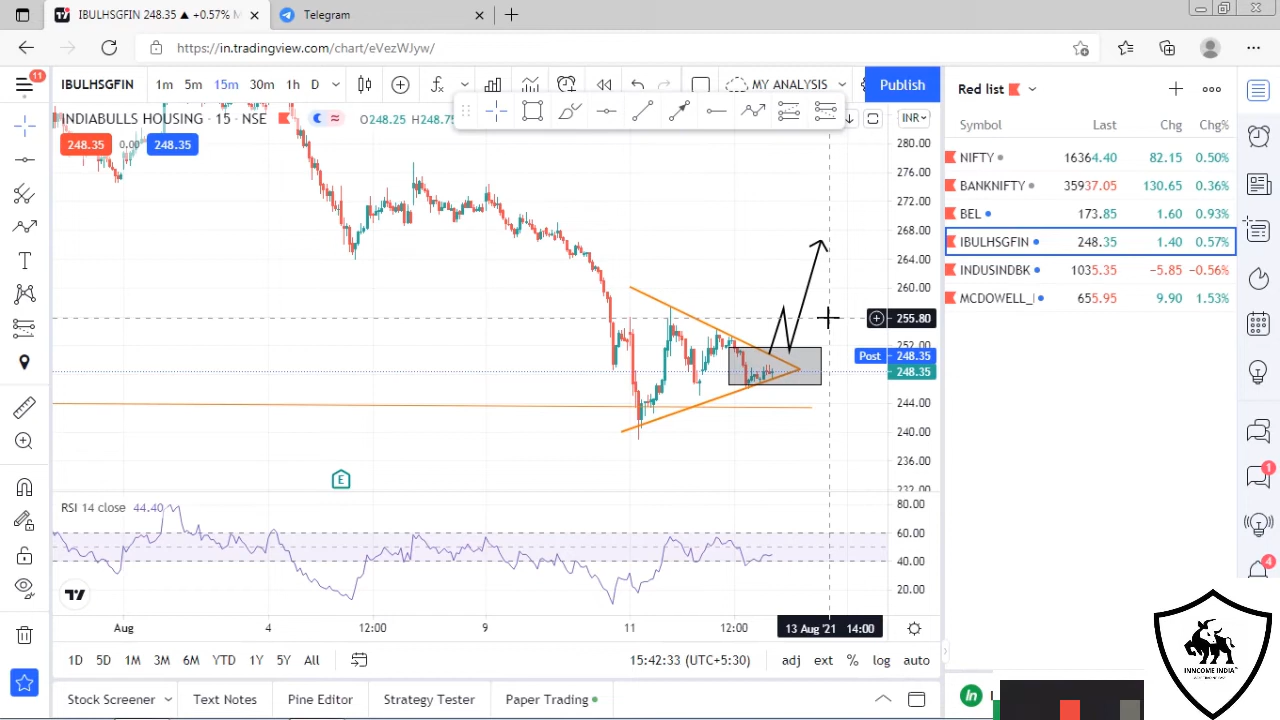 IBULHSGFIN 248.35 ▲ +0.57%
Telegram
https://in.tradingview.com/chart/eVezWJyw/
11
IBULHSGFIN
1m 5m 15m 30m 1h D
MY ANALYSIS
Publish
INDIABULLS HOUSING · 15 · NSE
O248.25
INR
248.35 0.00 248.35
280.00
276.00
272.00
268.00
264.00
260.00
255.80
252.00
Post 248.35
248.35
244.00
240.00
236.00
232.00
E
RSI 14 close 44.40
80.00
60.00
40.00
20.00
Aug 4 12:00 9 11 12:00 13 Aug '21 14:00
1D 5D 1M 3M 6M YTD 1Y 5Y All
15:42:33 (UTC+5:30) adj ext % log auto
Stock Screener Text Notes Pine Editor Strategy Tester Paper Trading
Red list
Symbol Last Chg Chg%
NIFTY 16364.40 82.15 0.50%
BANKNIFTY 35937.05 130.65 0.36%
BEL 173.85 1.60 0.93%
IBULHSGFIN 248.35 1.40 0.57%
INDUSINDBK 1035.35 −5.85 −0.56%
MCDOWELL_ 655.95 9.90 1.53%
1
4
INNCOME INDIA